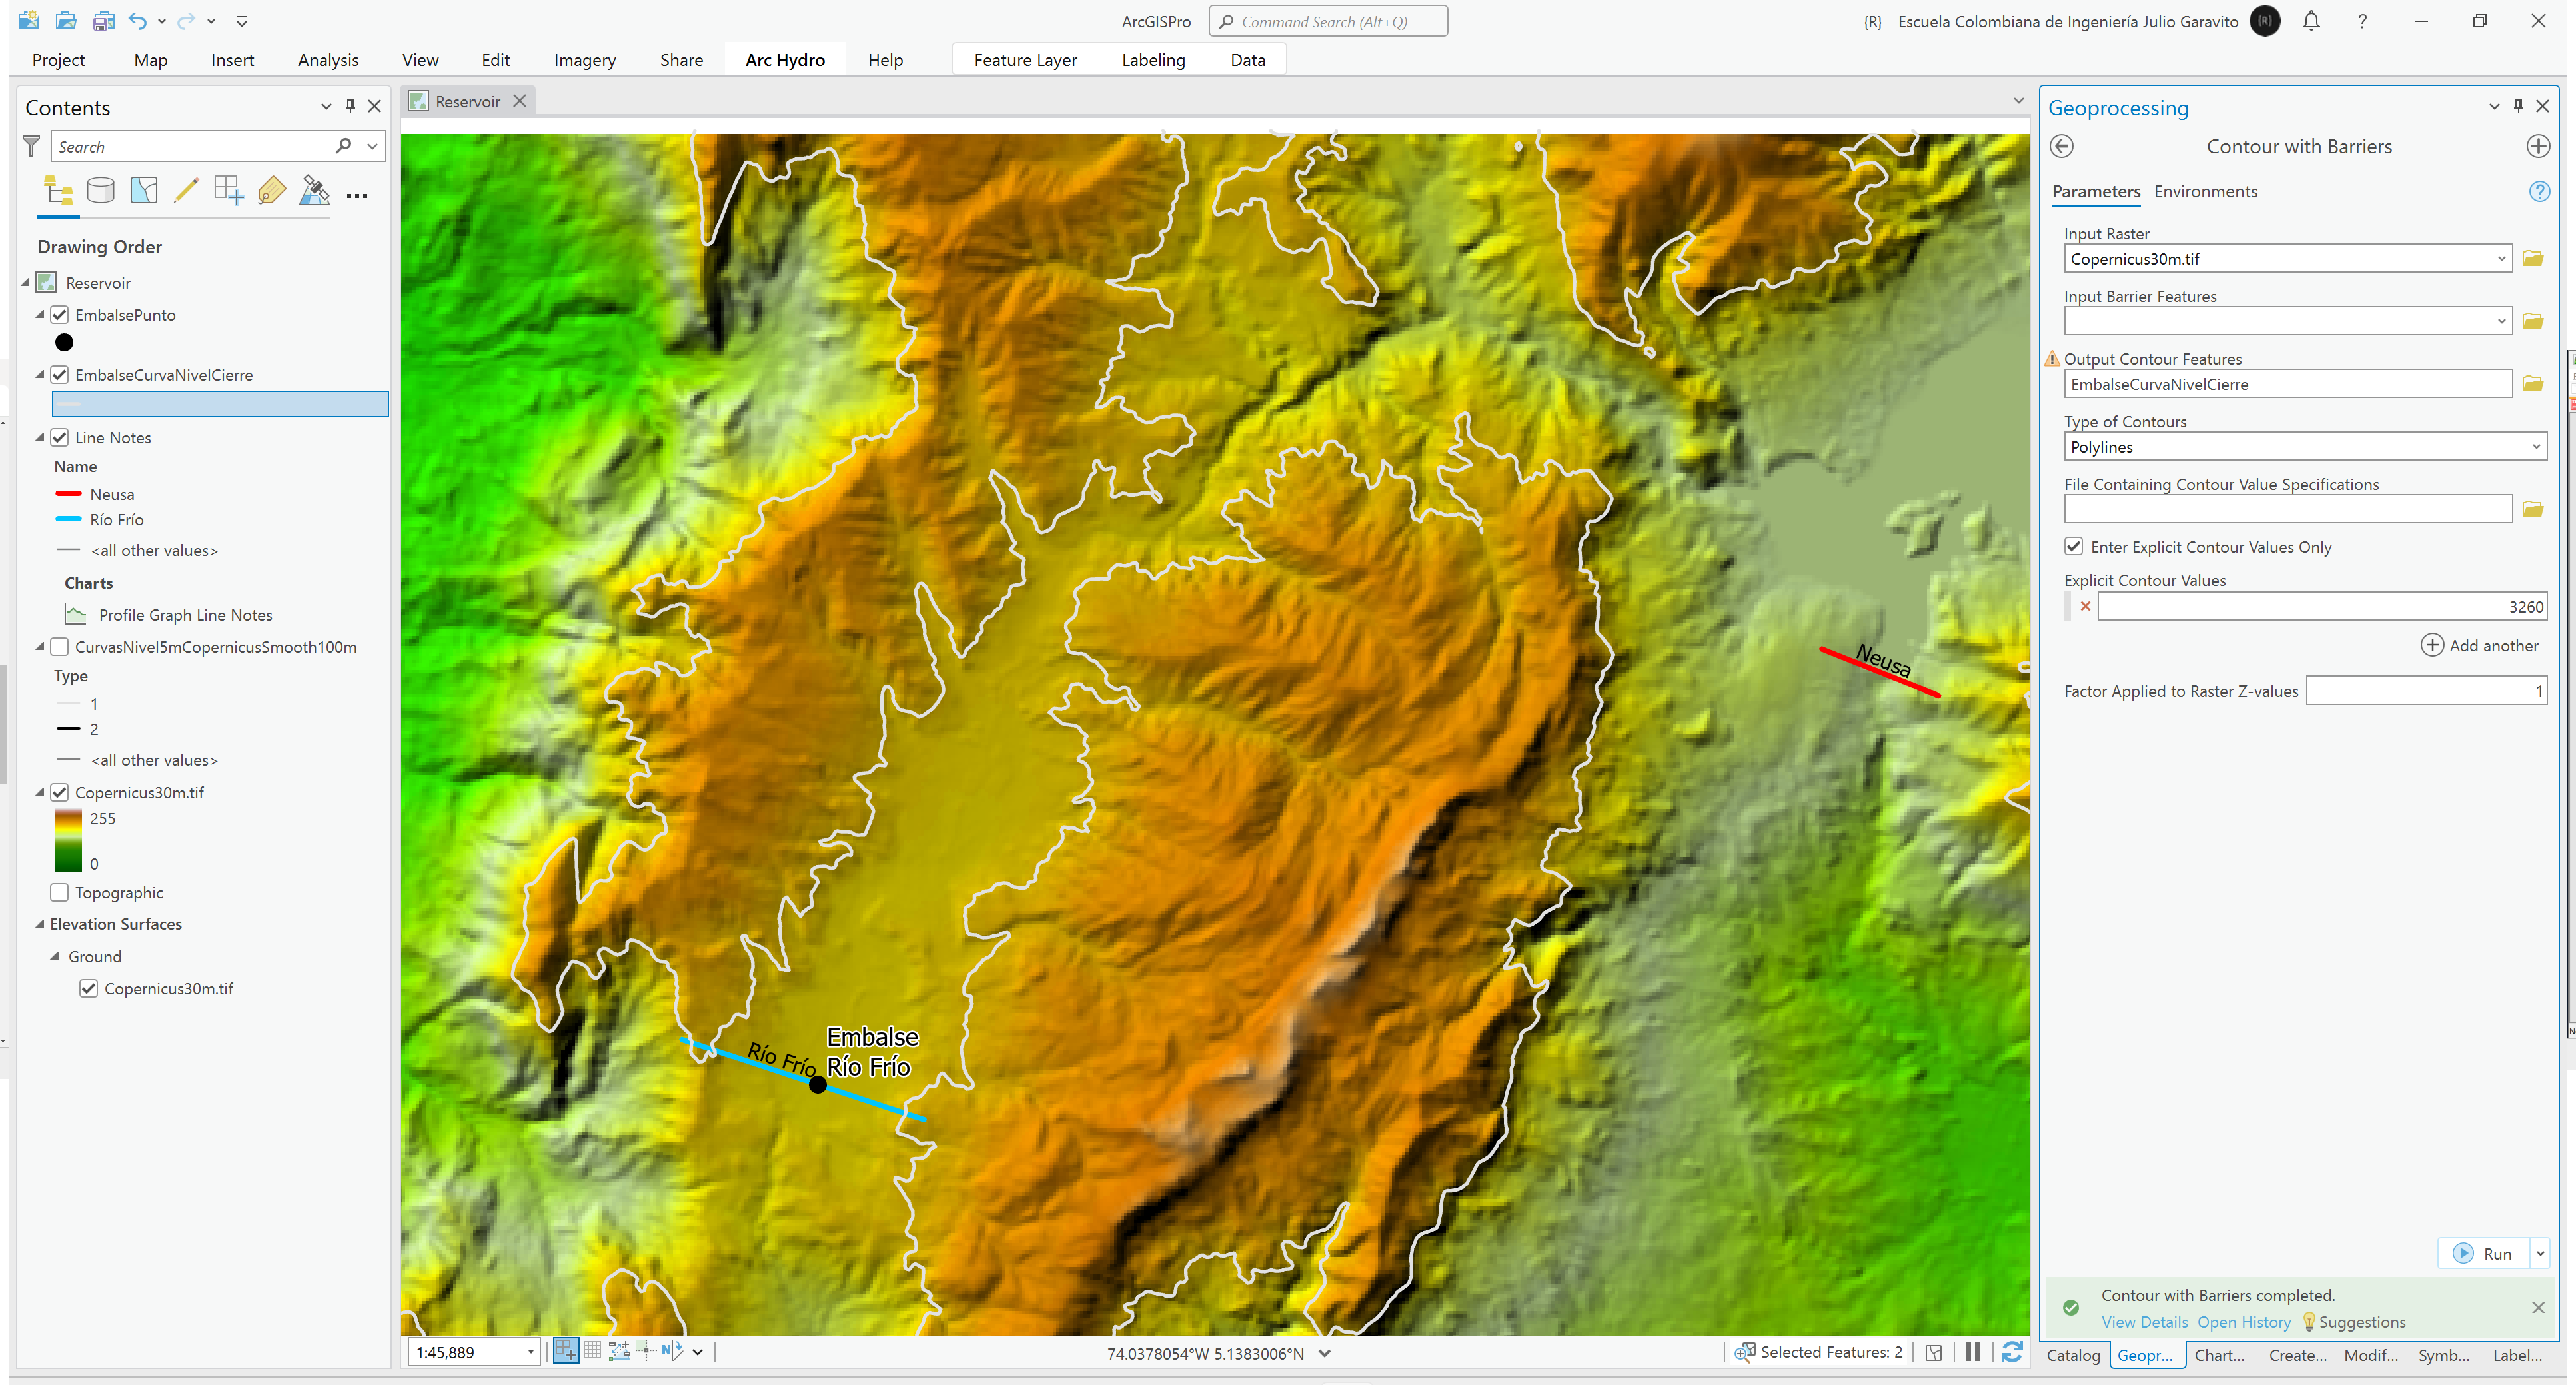 ArcGISPro
Command Search (Alt+Q)
{R} - Escuela Colombiana de Ingeniería Julio Garavito
{R}
?
Project
Map
Insert
Analysis
View
Edit
Imagery
Share
Arc Hydro
Help
Feature Layer
Labeling
Data
Contents
Search
Drawing Order
Reservoir
EmbalsePunto
EmbalseCurvaNivelCierre
Line Notes
Name
Neusa
Río Frío
<all other values>
Charts
Profile Graph Line Notes
CurvasNivel5mCopernicusSmooth100m
Type
1
2
<all other values>
Copernicus30m.tif
255
0
Topographic
Elevation Surfaces
Ground
Copernicus30m.tif
Reservoir
Neusa
Río Frío
Embalse
Río Frío
1:45,889
74.0378054°W 5.1383006°N
Selected Features: 2
Geoprocessing
Contour with Barriers
Parameters Environments
Input Raster
Copernicus30m.tif
Input Barrier Features
Output Contour Features
EmbalseCurvaNivelCierre
Type of Contours
Polylines
File Containing Contour Value Specifications
Enter Explicit Contour Values Only
Explicit Contour Values
3260
Add another
Factor Applied to Raster Z-values
1
Run
Contour with Barriers completed.
View Details Open History Suggestions
Catalog
Geopr...
Chart...
Create...
Modif...
Symb...
Label...